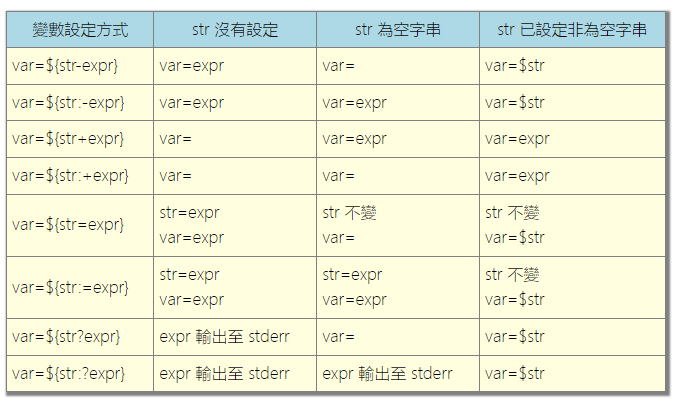 變數設定方式 str 沒有設定 str 為空字串 str 已設定非為空字串
var=${str-expr} var=expr var= var=$str
var=${str:-expr} var=expr var=expr var=$str
var=${str+expr} var= var=expr var=expr
var=${str:+expr} var= var= var=expr
var=${str=expr} str=expr str 不變 str 不變
var=expr var= var=$str
var=${str:=expr} str=expr str=expr str 不變
var=expr var=expr var=$str
var=${str?expr} expr 輸出至 stderr var= var=$str
var=${str:?expr} expr 輸出至 stderr expr 輸出至 stderr var=$str